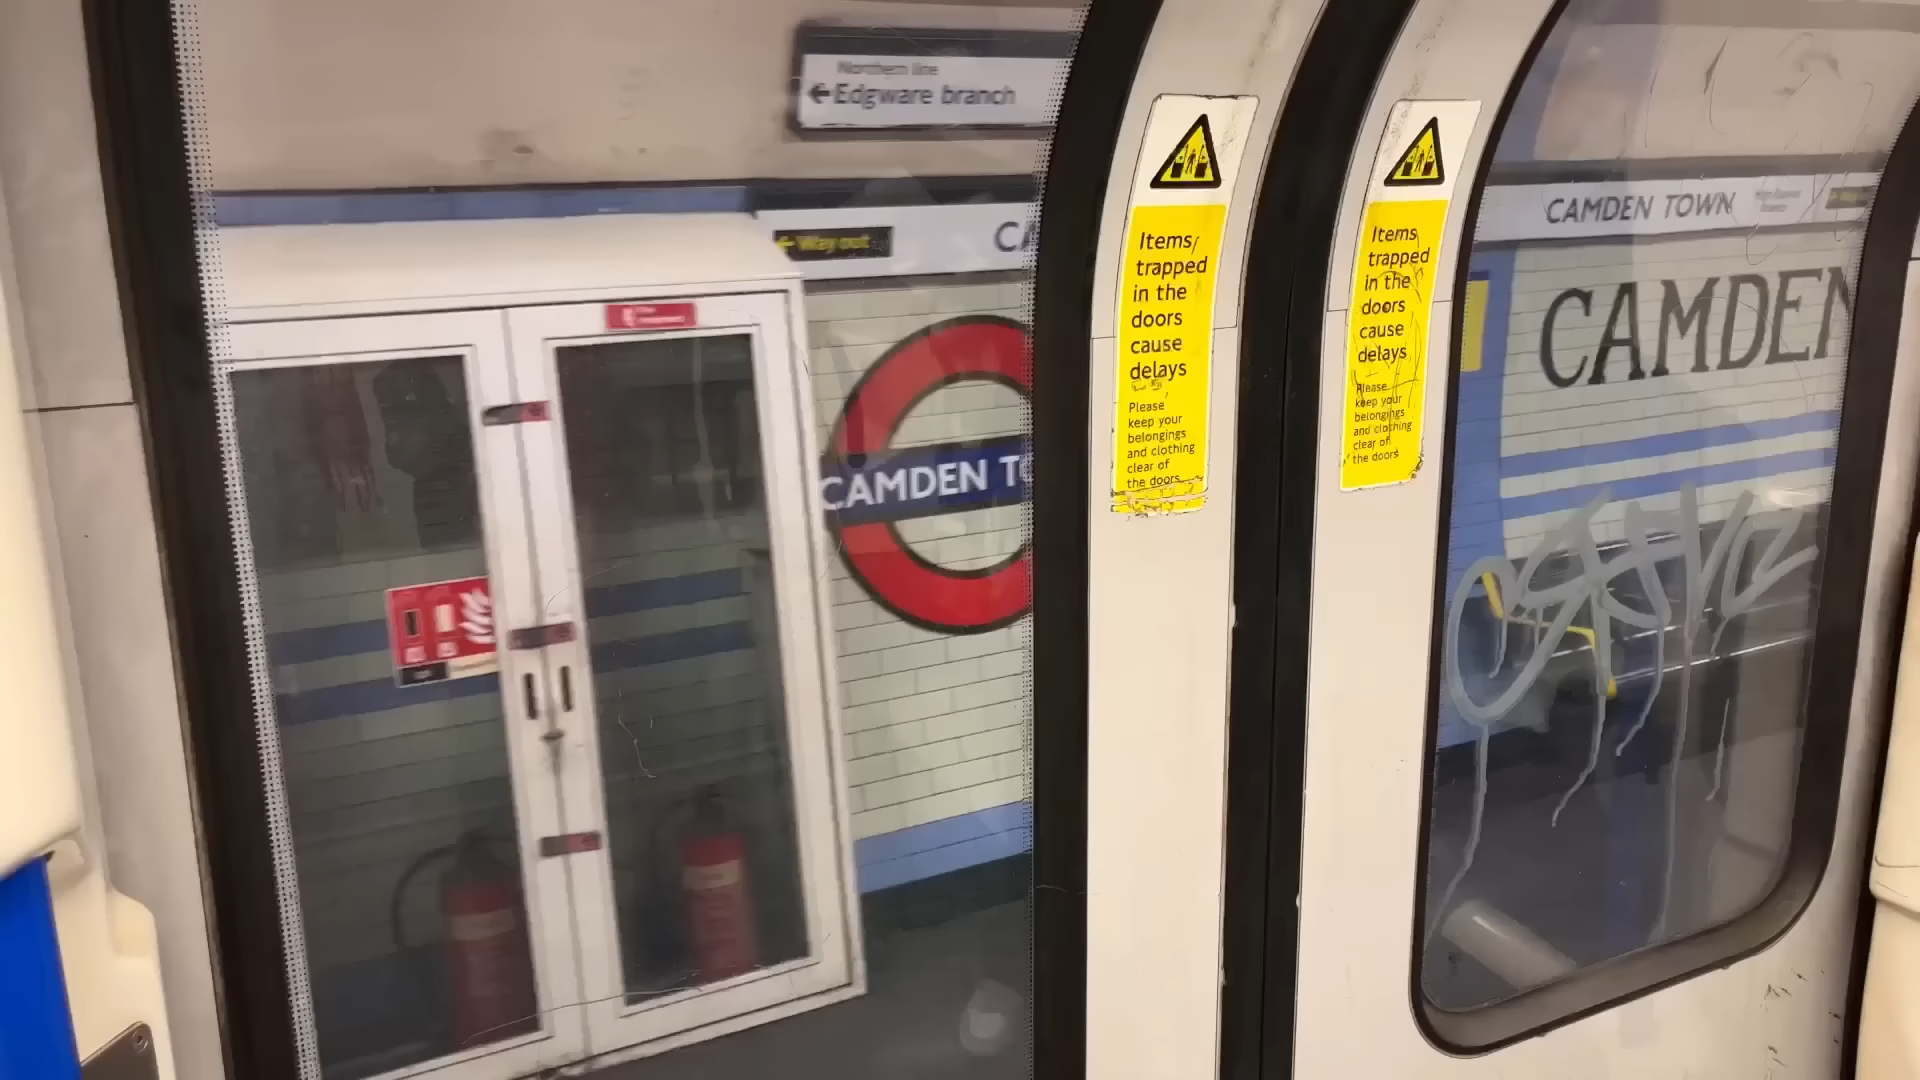 Northern line
← Edgware branch
← Way out
CA
CAMDEN TO
Items
trapped
in the
doors
cause
delays
Please
keep your
belongings
and clothing
clear of
the doors
Items
trapped
in the
doors
cause
delays
Please
keep your
belongings
and clothing
clear of
the doors
CAMDEN TOWN
CAMDEN